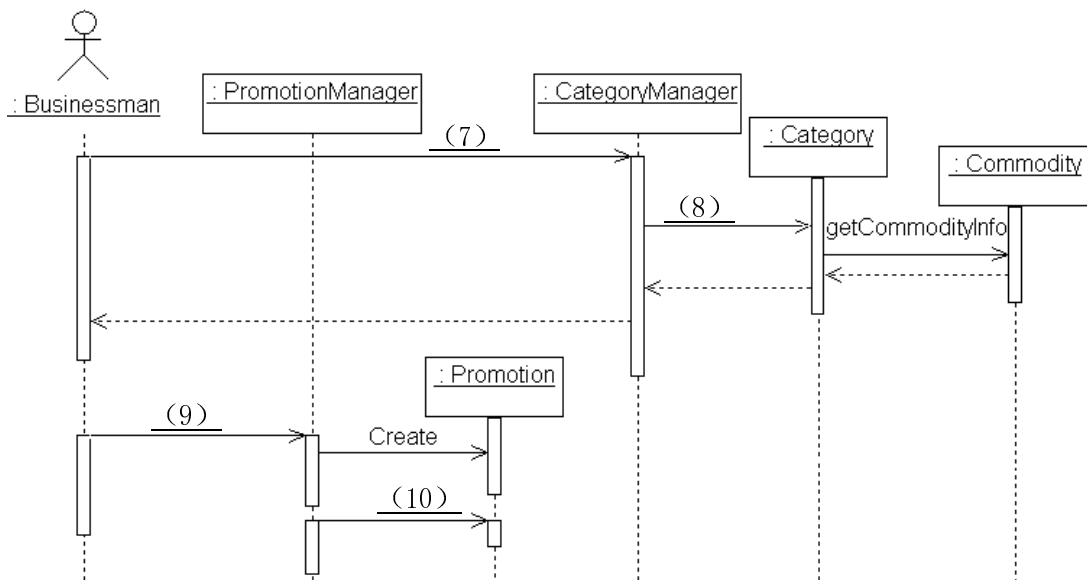 : Businessman
: PromotionManager
: CategoryManager
: Category
: Commodity
(7)
(8)
getCommodityInfo
: Promotion
(9)
Create
(10)